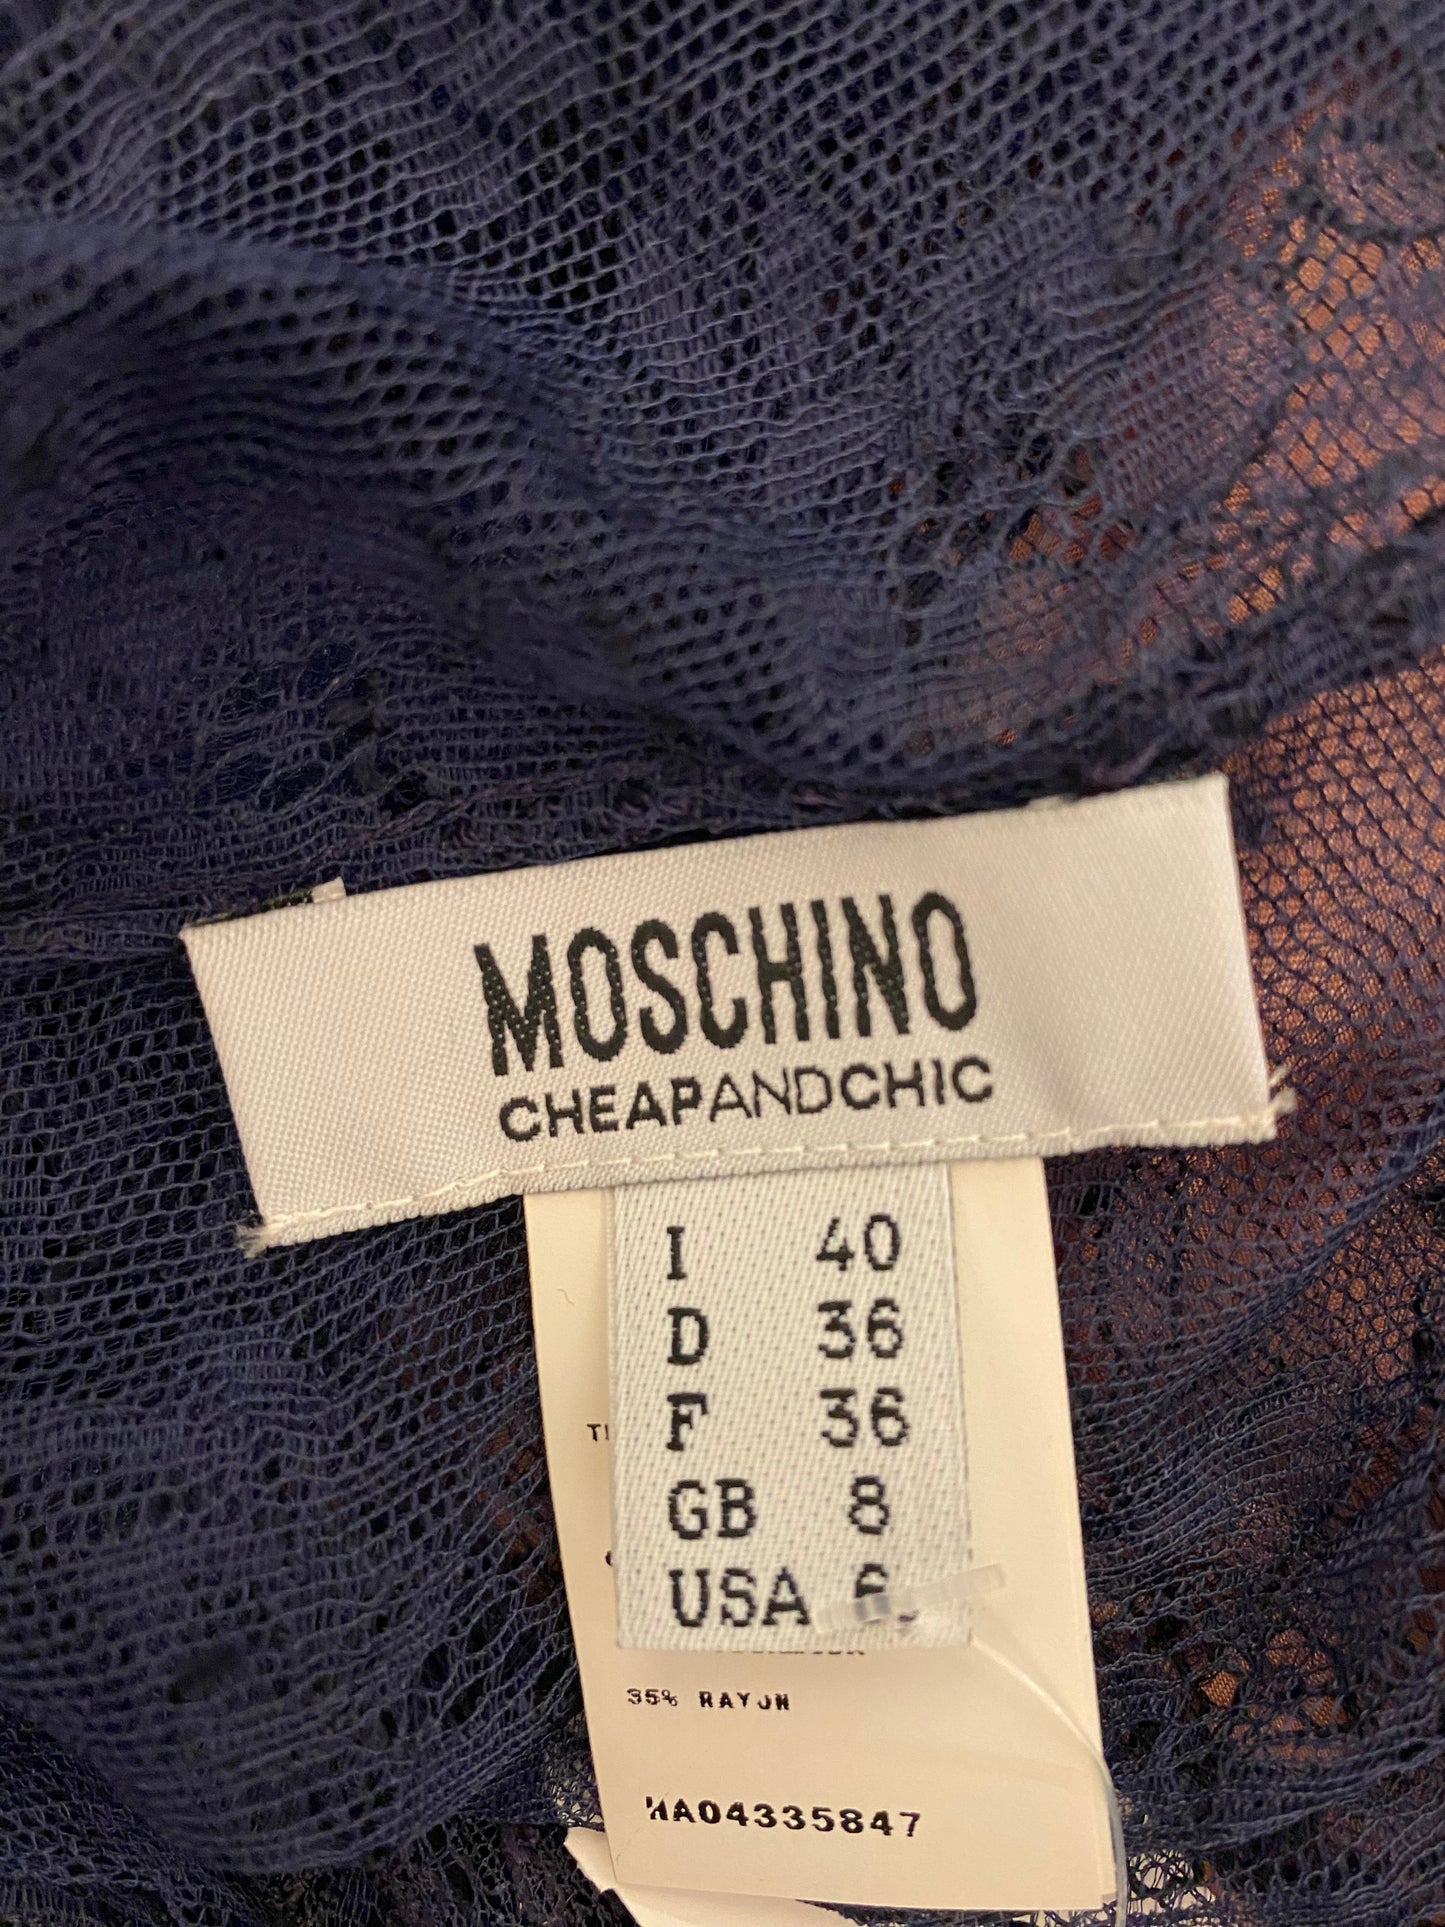 MOSCHINO
CHEAPANDCHIC
I 40
D 36
F 36
GB 8
USA 6
35% RAYON
MA04335847